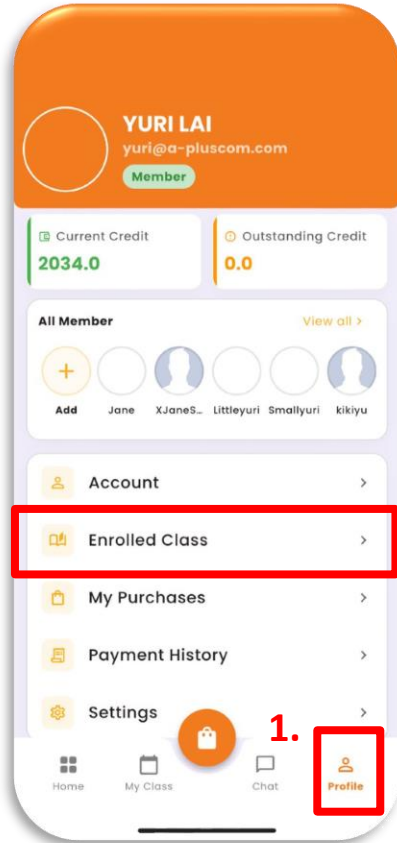 YURI LAI
yuri@a-pluscom.com
Member
Current Credit
2034.0
Outstanding Credit
0.0
All Member
View all >
Add
Jane
XJaneS...
Littleyuri
Smallyuri
kikiyu
Account
Enrolled Class
My Purchases
Payment History
Settings
1.
Home
My Class
Chat
Profile